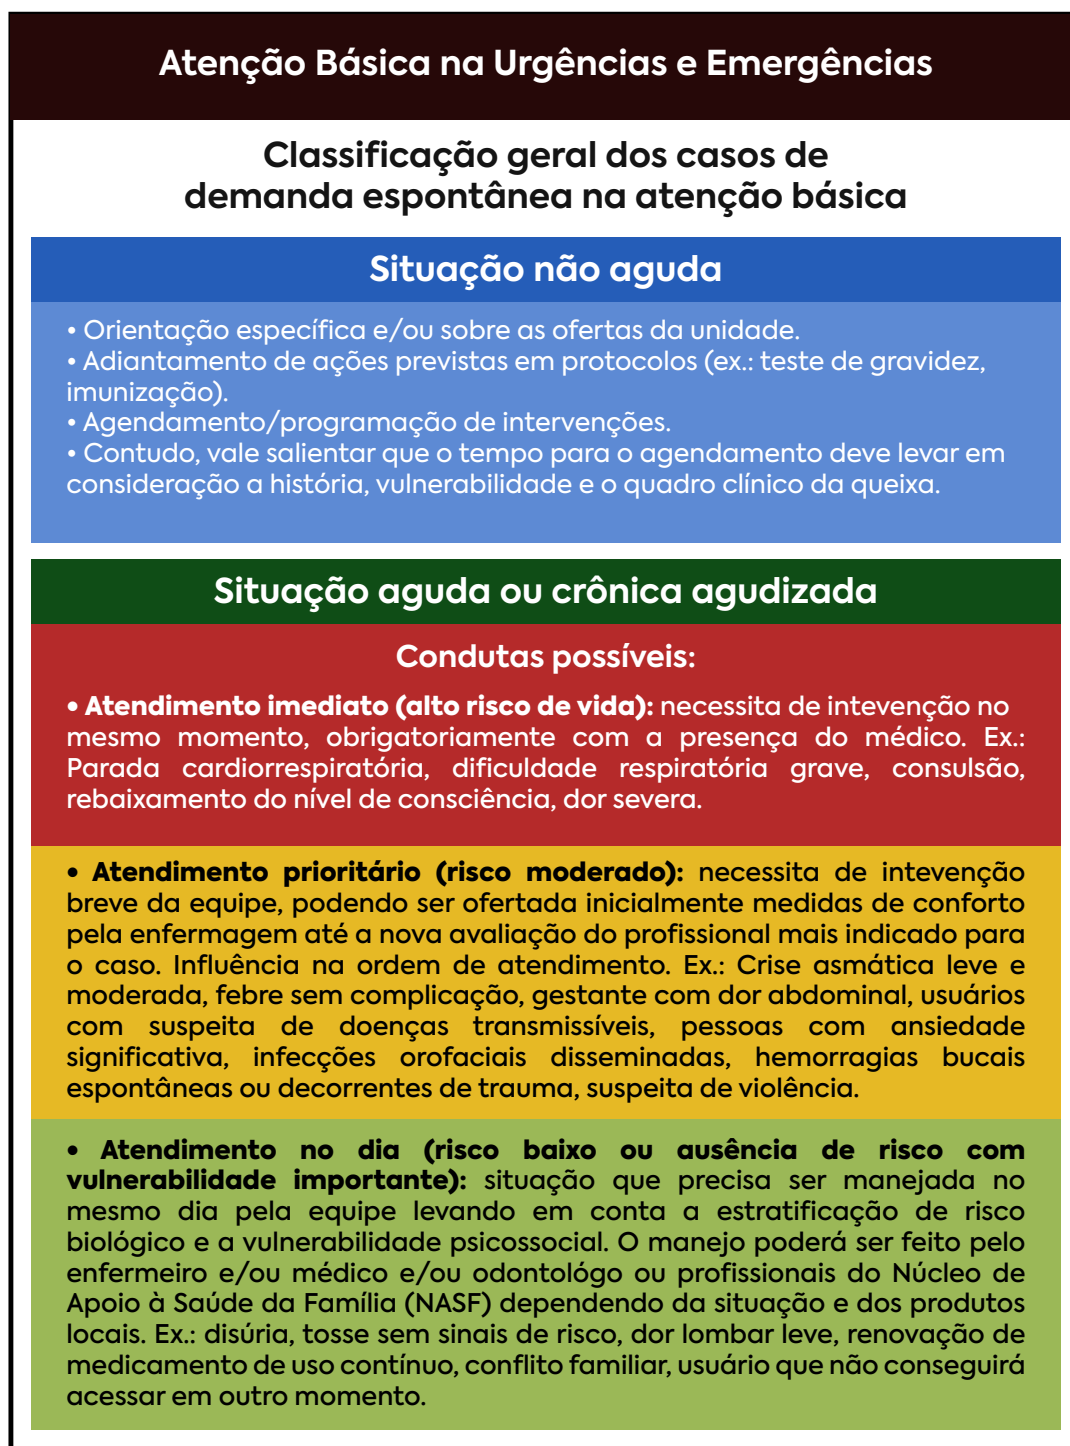 Atenção Básica na Urgências e Emergências
Classificação geral dos casos de
demanda espontânea na atenção básica
Situação não aguda
• Orientação específica e/ou sobre as ofertas da unidade.
• Adiantamento de ações previstas em protocolos (ex.: teste de gravidez,
imunização).
• Agendamento/programação de intervenções.
• Contudo, vale salientar que o tempo para o agendamento deve levar em
consideração a história, vulnerabilidade e o quadro clínico da queixa.
Situação aguda ou crônica agudizada
Condutas possíveis:
• Atendimento imediato (alto risco de vida): necessita de intevenção no
mesmo momento, obrigatoriamente com a presença do médico. Ex.:
Parada cardiorrespiratória, dificuldade respiratória grave, consulsão,
rebaixamento do nível de consciência, dor severa.
• Atendimento prioritário (risco moderado): necessita de intevenção
breve da equipe, podendo ser ofertada inicialmente medidas de conforto
pela enfermagem até a nova avaliação do profissional mais indicado para
o caso. Influência na ordem de atendimento. Ex.: Crise asmática leve e
moderada, febre sem complicação, gestante com dor abdominal, usuários
com suspeita de doenças transmissíveis, pessoas com ansiedade
significativa, infecções orofaciais disseminadas, hemorragias bucais
espontâneas ou decorrentes de trauma, suspeita de violência.
• Atendimento no dia (risco baixo ou ausência de risco com
vulnerabilidade importante): situação que precisa ser manejada no
mesmo dia pela equipe levando em conta a estratificação de risco
biológico e a vulnerabilidade psicossocial. O manejo poderá ser feito pelo
enfermeiro e/ou médico e/ou odontológo ou profissionais do Núcleo de
Apoio à Saúde da Família (NASF) dependendo da situação e dos produtos
locais. Ex.: disúria, tosse sem sinais de risco, dor lombar leve, renovação de
medicamento de uso contínuo, conflito familiar, usuário que não conseguirá
acessar em outro momento.